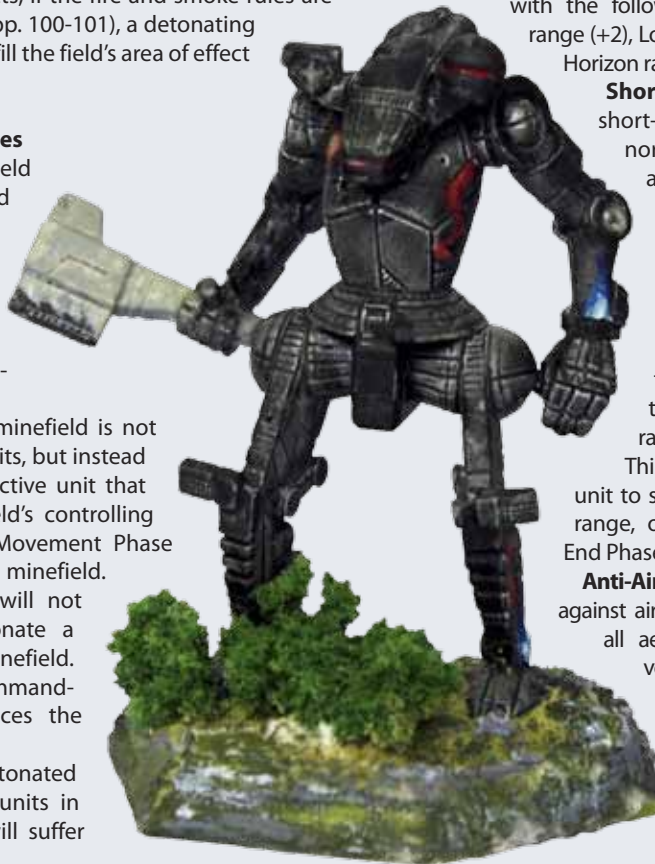 ts, if the fire and smoke rules are
pp. 100-101), a detonating
fill the field's area of effect
es
eld
d
-
minefield is not
its, but instead
ctive unit that
ld's controlling
Movement Phase
minefield.
will not
onate a
nefield.
mmand-
ces the
tonated
units in
ill suffer
with the follow
range (+2), Lo
Horizon ra
Shor
short-
nor
a
t
ra
Thi
unit to s
range, o
End Phase
Anti-Air
against air
all ae
ve